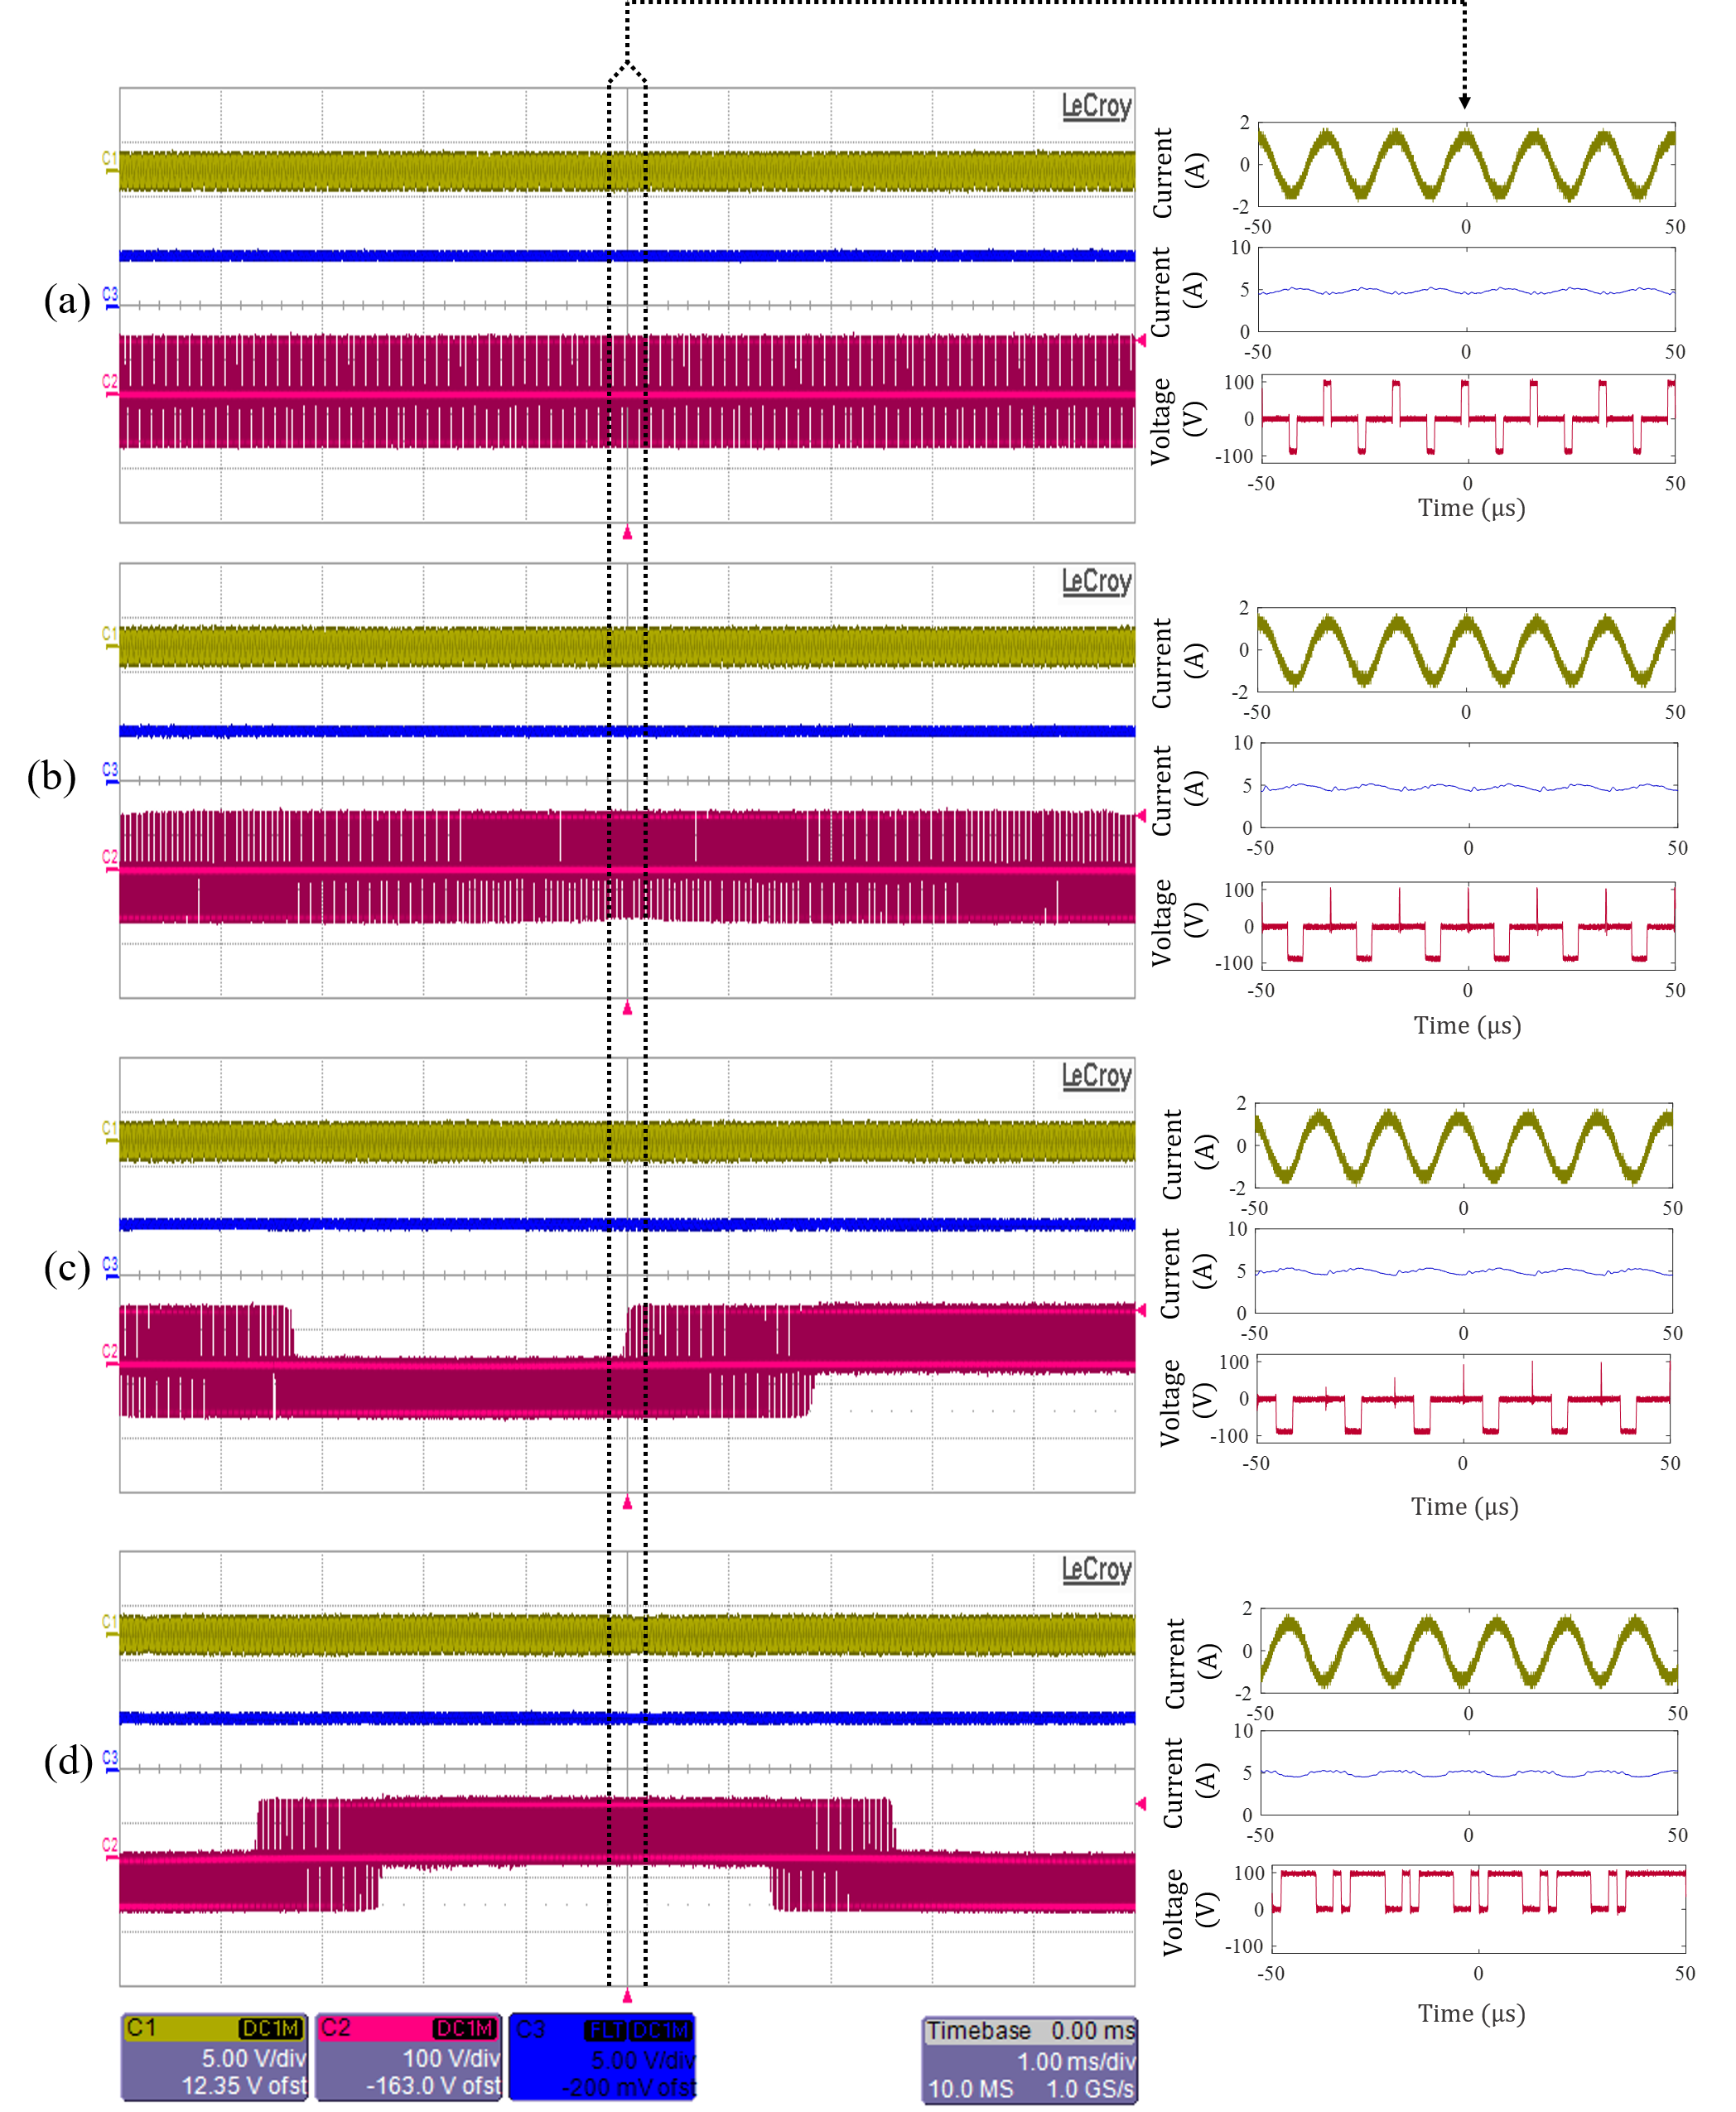 LeCroy
C1
C3
C2
(a)
Current
(A)
2
0
-2
-50
0
50
Current
(A)
10
5
0
-50
0
50
Voltage
(V)
100
0
-100
-50
0
50
Time (μs)
LeCroy
C1
C3
C2
(b)
Current
(A)
2
0
-2
-50
0
50
Current
(A)
10
5
0
-50
0
50
Voltage
(V)
100
0
-100
-50
0
50
Time (μs)
LeCroy
C1
C3
C2
(c)
Current
(A)
2
0
-2
-50
0
50
Current
(A)
10
5
0
-50
0
50
Voltage
(V)
100
0
-100
-50
0
50
Time (μs)
LeCroy
C1
C3
C2
(d)
Current
(A)
2
0
-2
-50
0
50
Current
(A)
10
5
0
-50
0
50
Voltage
(V)
100
0
-100
-50
0
50
Time (μs)
C1 DC1M
5.00 V/div
12.35 V ofst
C2 DC1M
100 V/div
-163.0 V ofst
C3 FLT DC1M
5.00 V/div
-200 mV ofst
Timebase 0.00 ms
1.00 ms/div
10.0 MS 1.0 GS/s